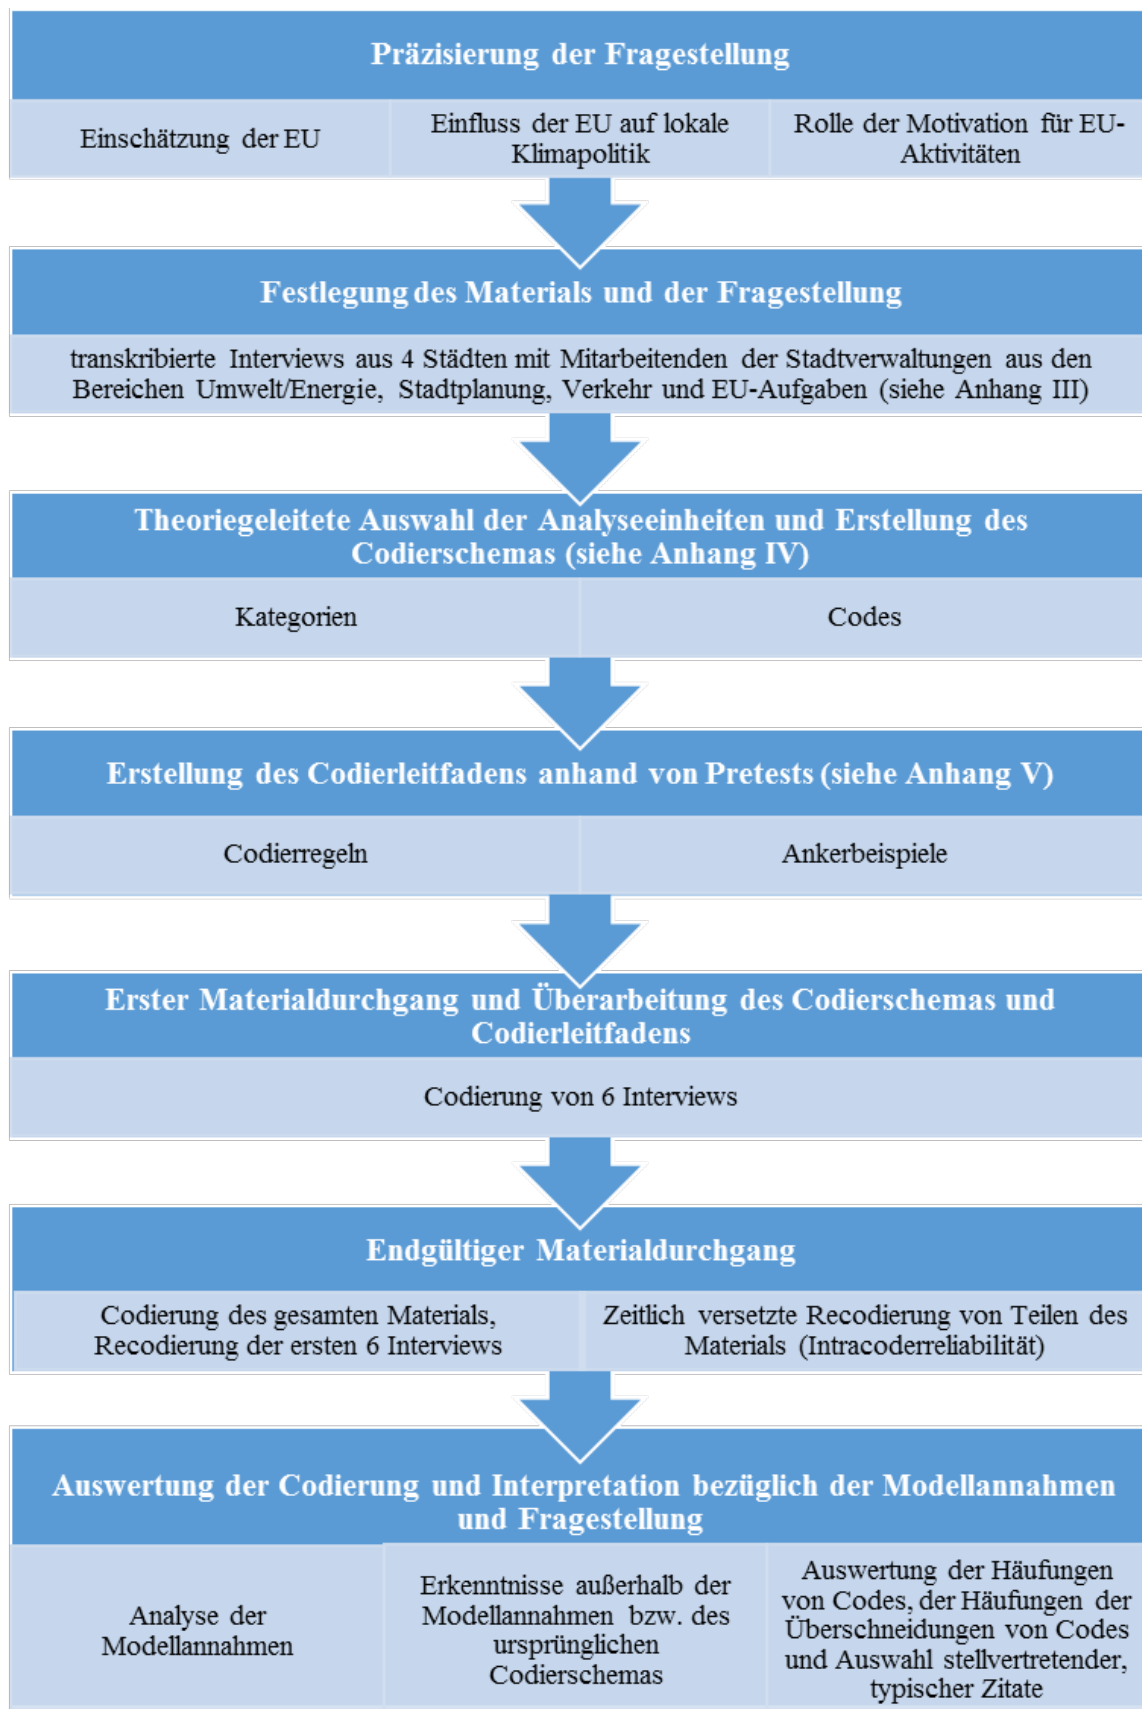 Präzisierung der Fragestellung
Einschätzung der EU
Einfluss der EU auf lokale
Klimapolitik
Rolle der Motivation für EU-
Aktivitäten
Festlegung des Materials und der Fragestellung
transkribierte Interviews aus 4 Städten mit Mitarbeitenden der Stadtverwaltungen aus den
Bereichen Umwelt/Energie, Stadtplanung, Verkehr und EU-Aufgaben (siehe Anhang III)
Theoriegeleitete Auswahl der Analyseeinheiten und Erstellung des
Codierschemas (siehe Anhang IV)
Kategorien
Codes
Erstellung des Codierleitfadens anhand von Pretests (siehe Anhang V)
Codierregeln
Ankerbeispiele
Erster Materialdurchgang und Überarbeitung des Codierschemas und
Codierleitfadens
Codierung von 6 Interviews
Endgültiger Materialdurchgang
Codierung des gesamten Materials,
Recodierung der ersten 6 Interviews
Zeitlich versetzte Recodierung von Teilen des
Materials (Intracoderreliabilität)
Auswertung der Codierung und Interpretation bezüglich der Modellannahmen
und Fragestellung
Analyse der
Modellannahmen
Erkenntnisse außerhalb der
Modellannahmen bzw. des
ursprünglichen
Codierschemas
Auswertung der Häufungen
von Codes, der Häufungen der
Überschneidungen von Codes
und Auswahl stellvertretender,
typischer Zitate